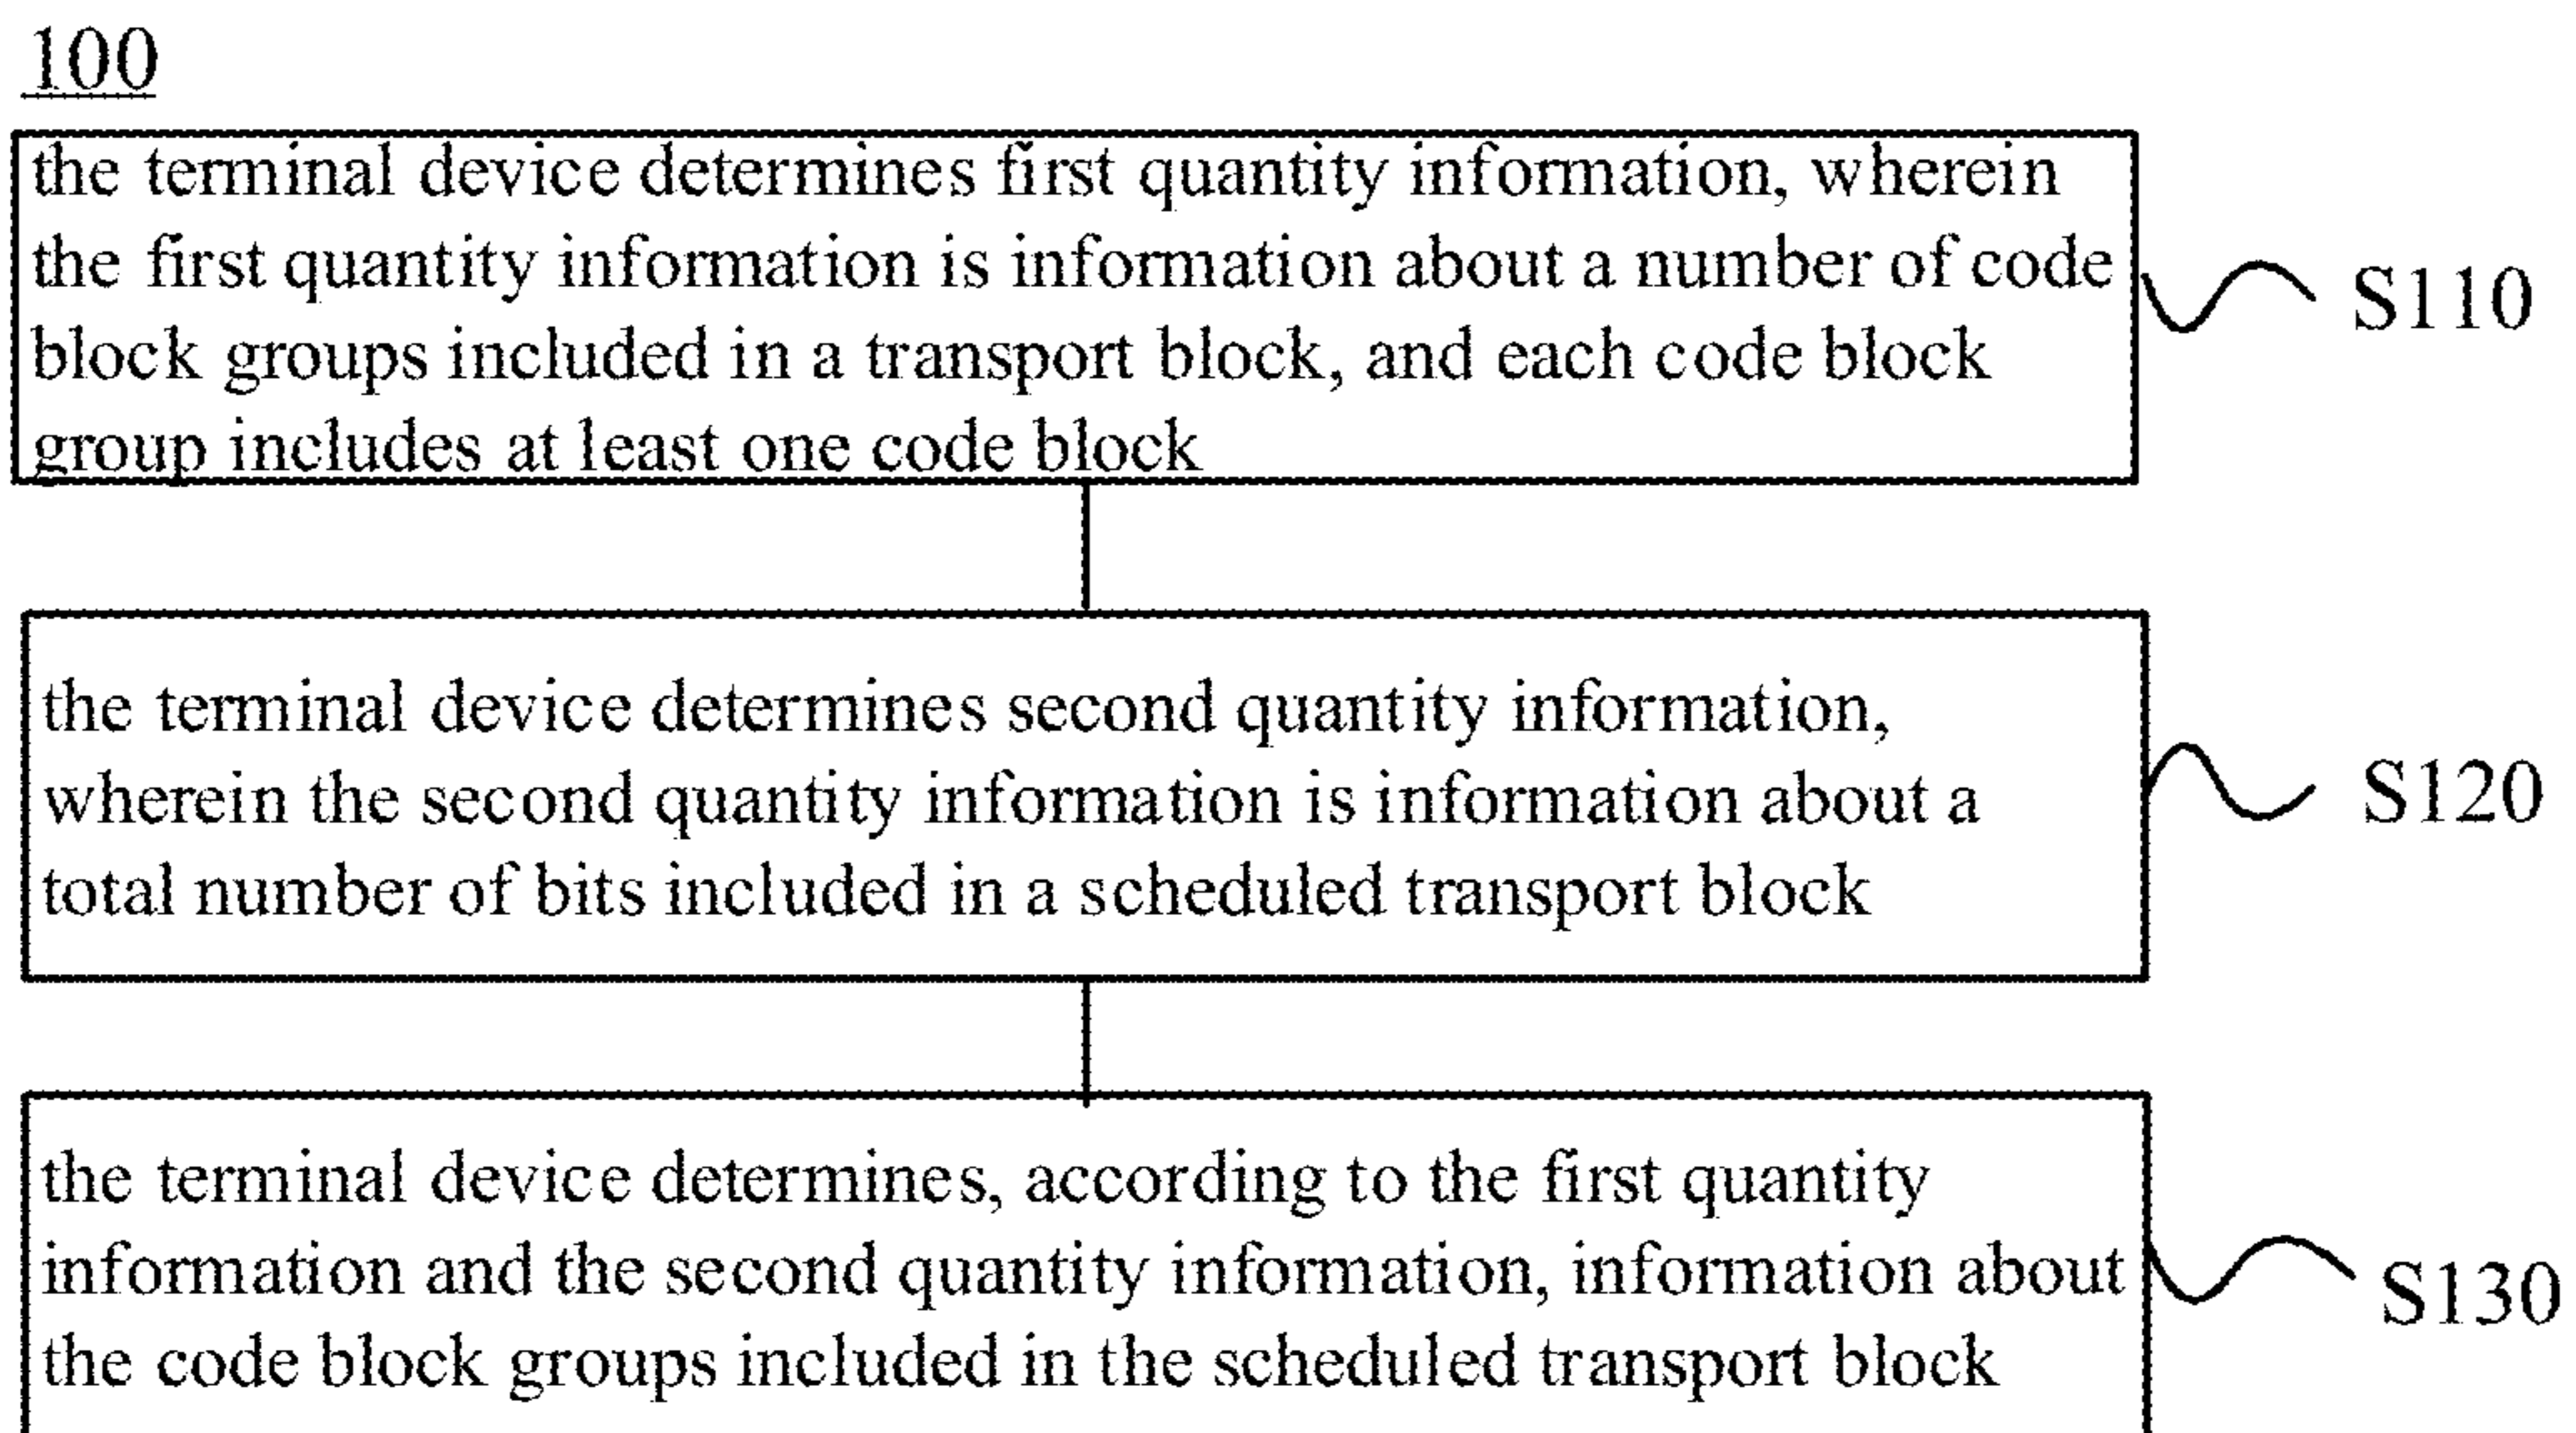 100
the terminal device determines first quantity information, wherein
the first quantity information is information about a number of code
block groups included in a transport block, and each code block
group includes at least one code block
S110
the terminal device determines second quantity information,
wherein the second quantity information is information about a
total number of bits included in a scheduled transport block
S120
the terminal device determines, according to the first quantity
information and the second quantity information, information about
the code block groups included in the scheduled transport block
S130